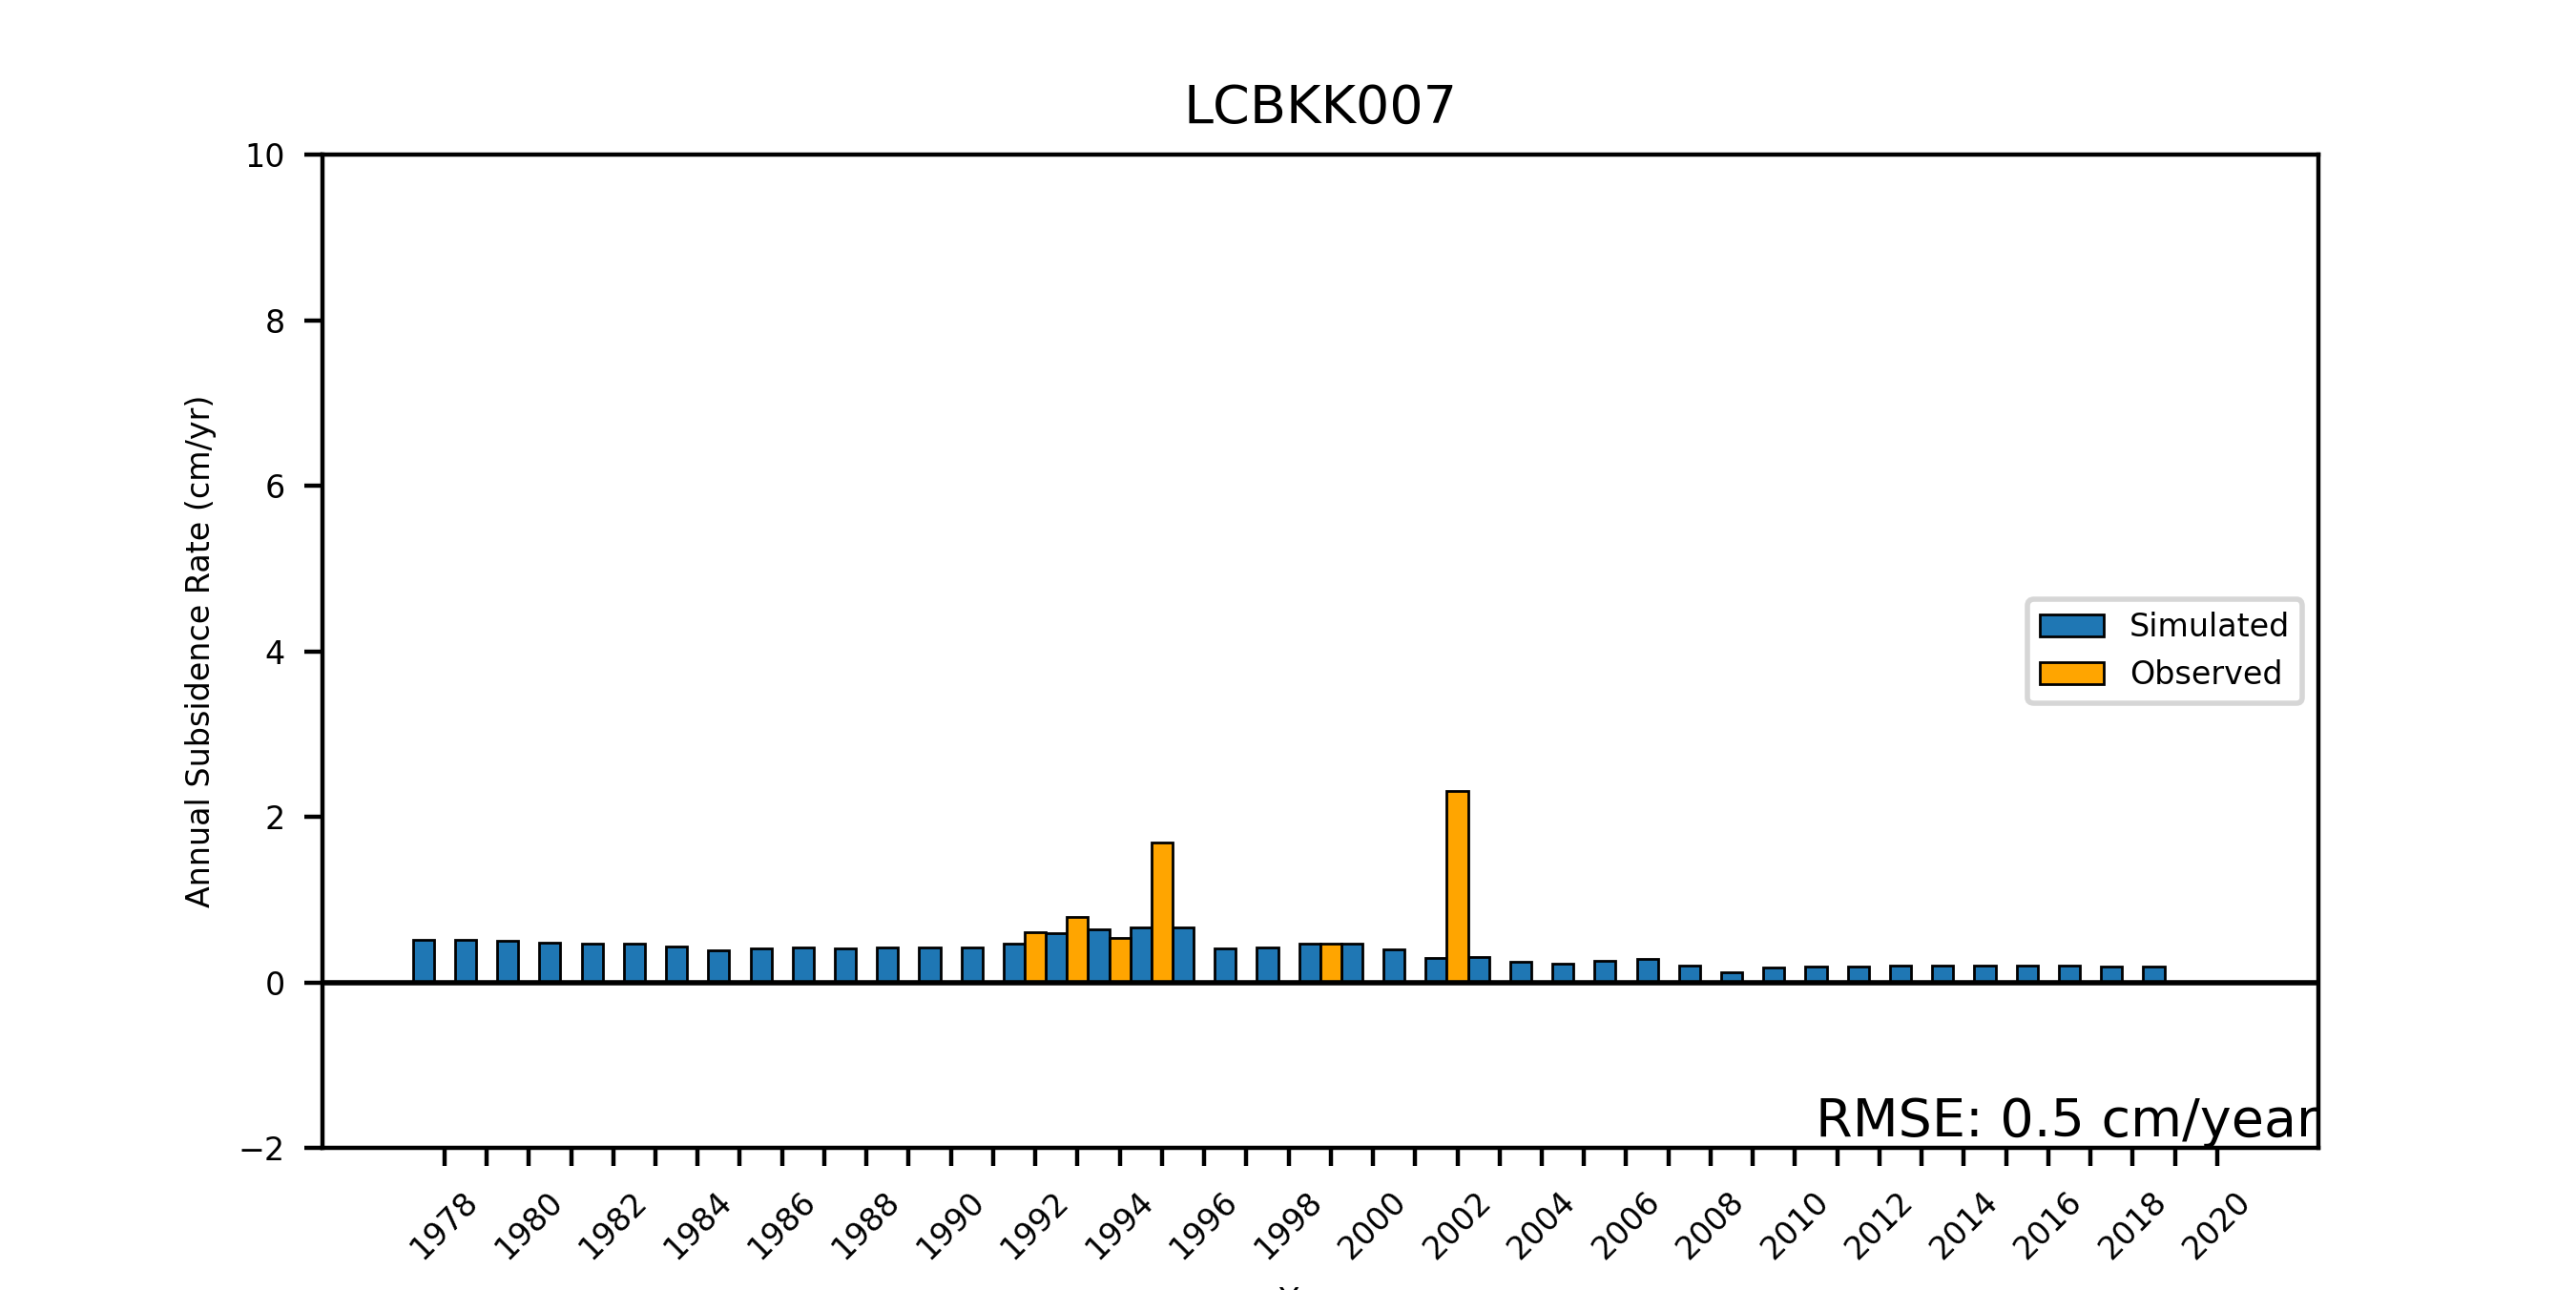 LCBKK007
10
8
6
4
2
0
−2
Annual Subsidence Rate (cm/yr)
Simulated
Observed
RMSE: 0.5 cm/year
1978 1980 1982 1984 1986 1988 1990 1992 1994 1996 1998 2000 2002 2004 2006 2008 2010 2012 2014 2016 2018 2020